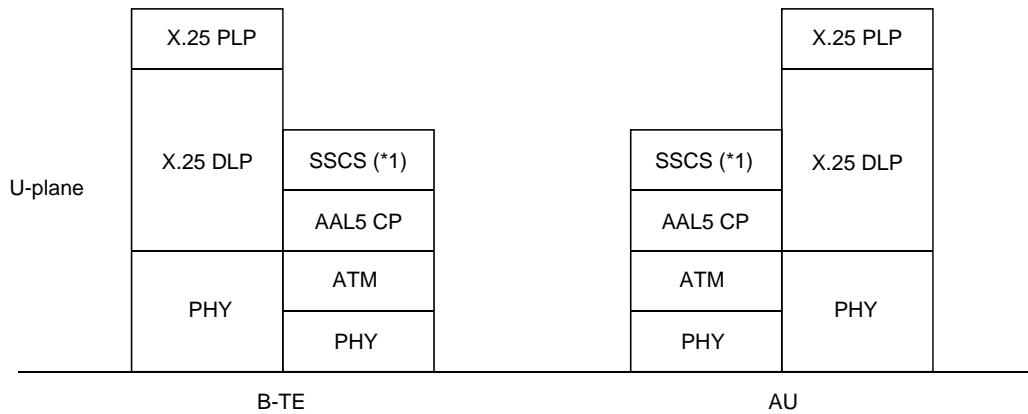 X.25 PLP
X.25 PLP
X.25 DLP
SSCS (*1)
SSCS (*1)
X.25 DLP
U-plane
AAL5 CP
AAL5 CP
PHY
ATM
ATM
PHY
PHY
PHY
B-TE
AU